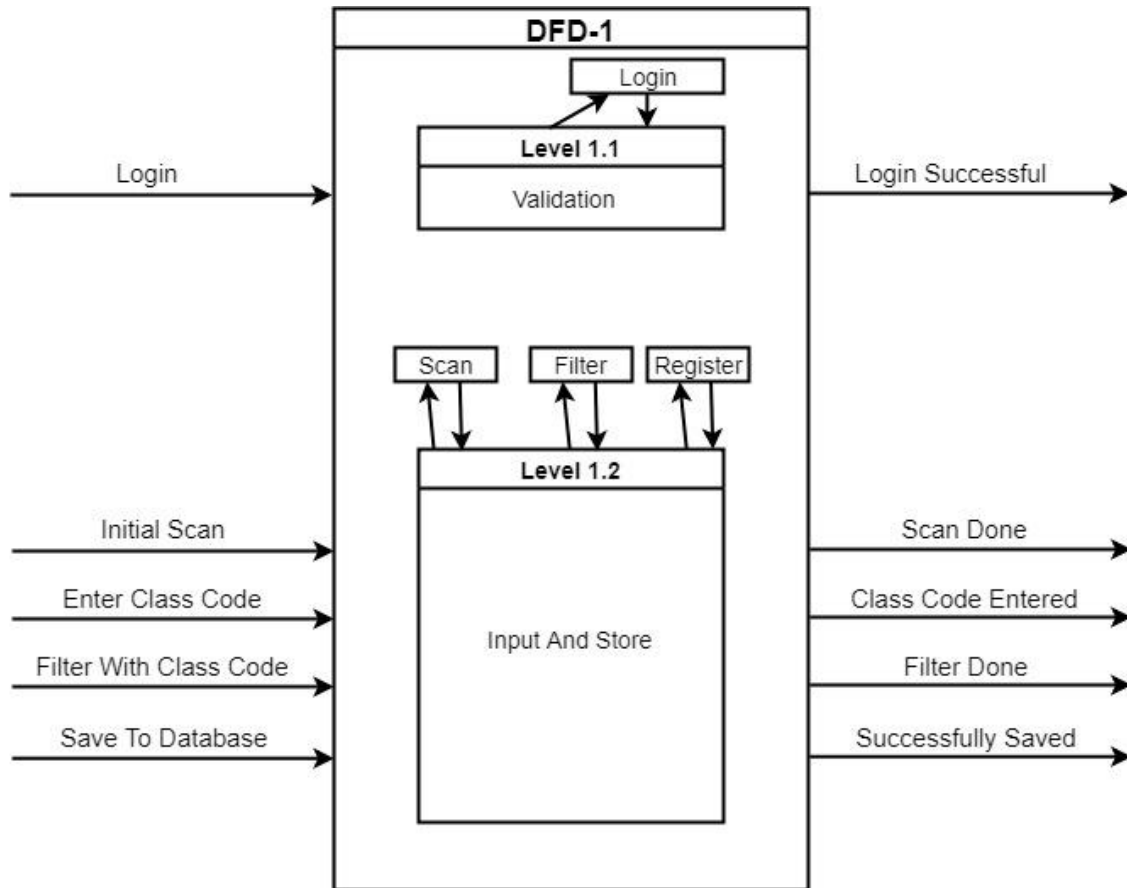 DFD-1
Login
Level 1.1
Validation
Login
Login Successful
Scan
Filter
Register
Level 1.2
Input And Store
Initial Scan
Scan Done
Enter Class Code
Class Code Entered
Filter With Class Code
Filter Done
Save To Database
Successfully Saved